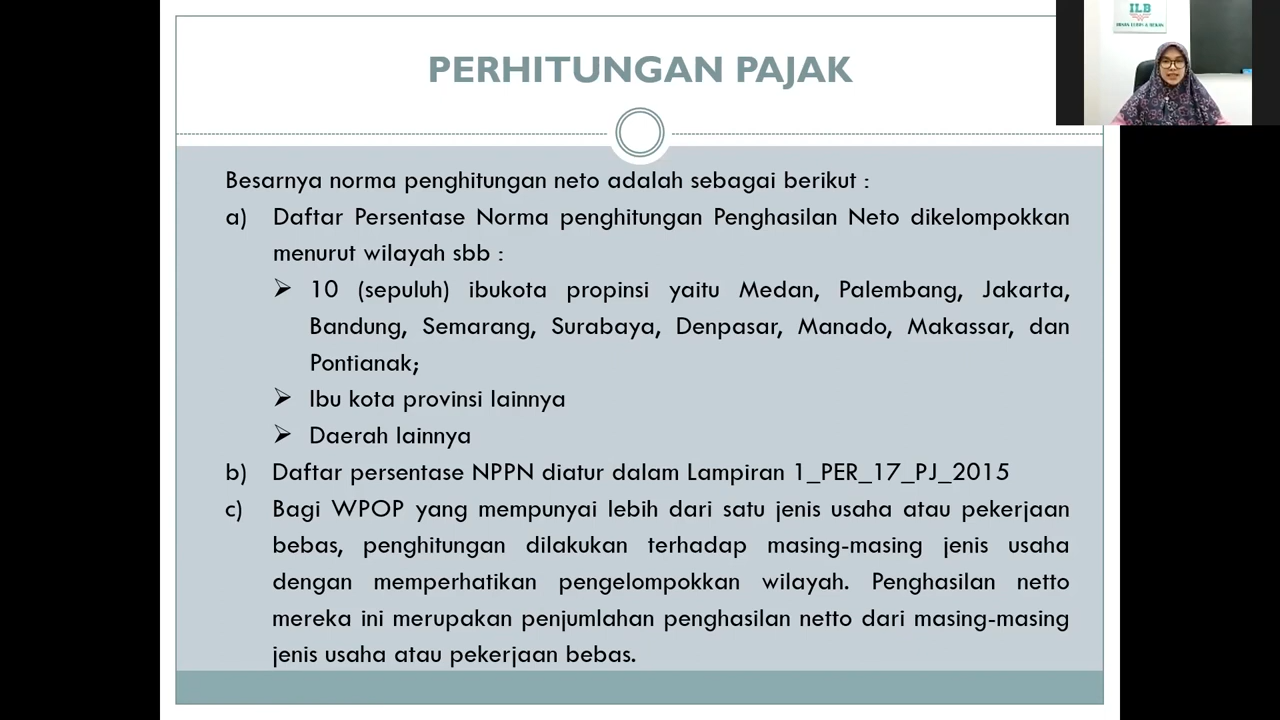 PERHITUNGAN PAJAK
ILB
Besarnya norma penghitungan neto adalah sebagai berikut :
a) Daftar Persentase Norma penghitungan Penghasilan Neto dikelompokkan
menurut wilayah sbb :
➢ 10 (sepuluh) ibukota propinsi yaitu Medan, Palembang, Jakarta,
Bandung, Semarang, Surabaya, Denpasar, Manado, Makassar, dan
Pontianak;
➢ Ibu kota provinsi lainnya
➢ Daerah lainnya
b) Daftar persentase NPPN diatur dalam Lampiran 1_PER_17_PJ_2015
c) Bagi WPOP yang mempunyai lebih dari satu jenis usaha atau pekerjaan
bebas, penghitungan dilakukan terhadap masing-masing jenis usaha
dengan memperhatikan pengelompokkan wilayah. Penghasilan netto
mereka ini merupakan penjumlahan penghasilan netto dari masing-masing
jenis usaha atau pekerjaan bebas.